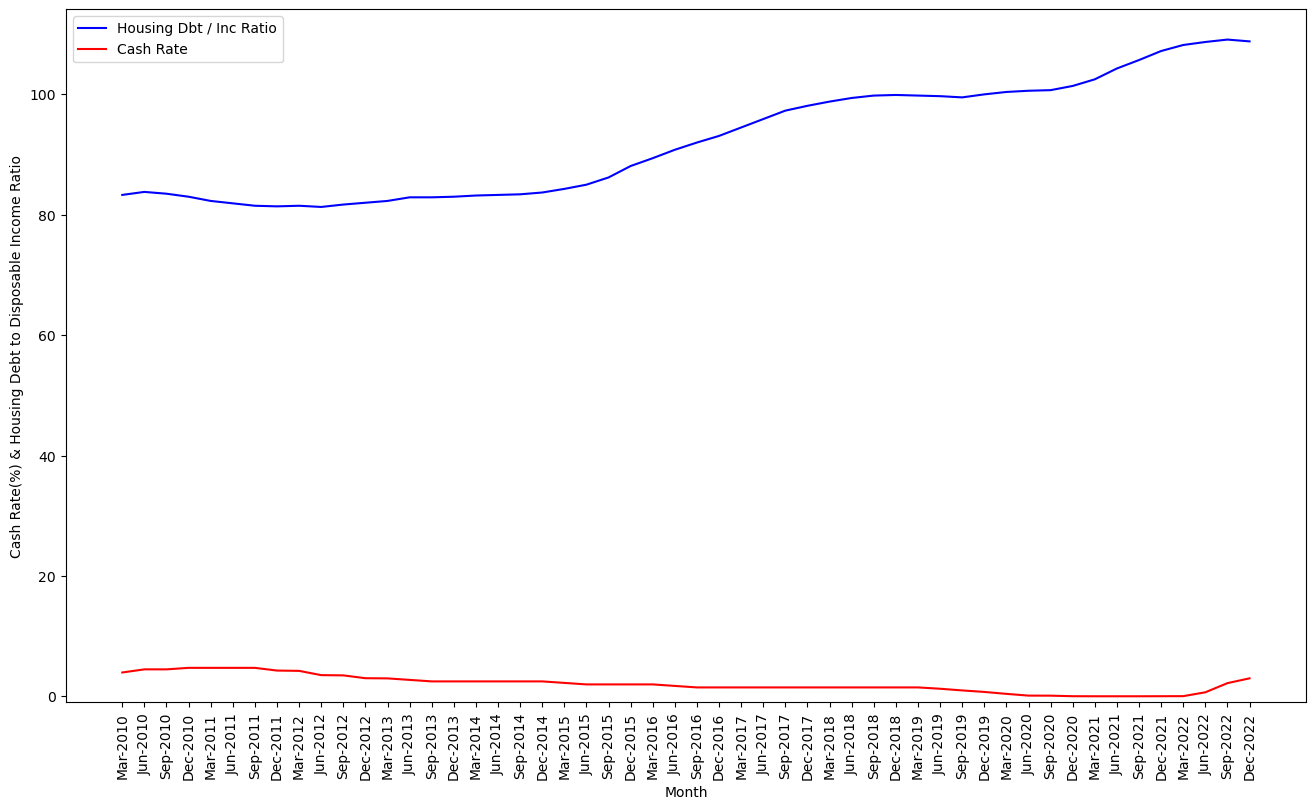 Housing Dbt / Inc Ratio
Cash Rate
Cash Rate(%) & Housing Debt to Disposable Income Ratio
100
80
60
40
20
0
Mar-2010
Jun-2010
Sep-2010
Dec-2010
Mar-2011
Jun-2011
Sep-2011
Dec-2011
Mar-2012
Jun-2012
Sep-2012
Dec-2012
Mar-2013
Jun-2013
Sep-2013
Dec-2013
Mar-2014
Jun-2014
Sep-2014
Dec-2014
Mar-2015
Jun-2015
Sep-2015
Dec-2015
Mar-2016
Jun-2016
Sep-2016
Dec-2016
Mar-2017
Jun-2017
Sep-2017
Dec-2017
Mar-2018
Jun-2018
Sep-2018
Dec-2018
Mar-2019
Jun-2019
Sep-2019
Dec-2019
Mar-2020
Jun-2020
Sep-2020
Dec-2020
Mar-2021
Jun-2021
Sep-2021
Dec-2021
Mar-2022
Jun-2022
Sep-2022
Dec-2022
Month